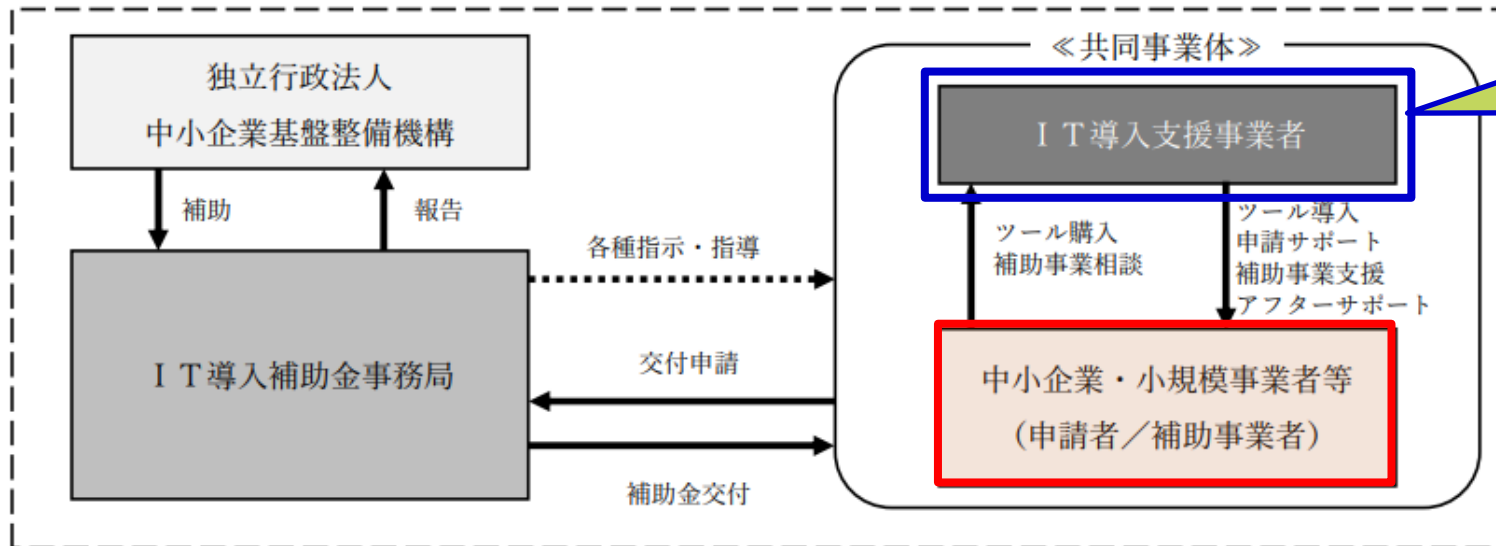 独立行政法人
中小企業基盤整備機構
補助
報告
ＩＴ導入補助金事務局
各種指示・指導
交付申請
補助金交付
≪共同事業体≫
ＩＴ導入支援事業者
ツール購入
補助事業相談
ツール導入
申請サポート
補助事業支援
アフターサポート
中小企業・小規模事業者等
（申請者／補助事業者）